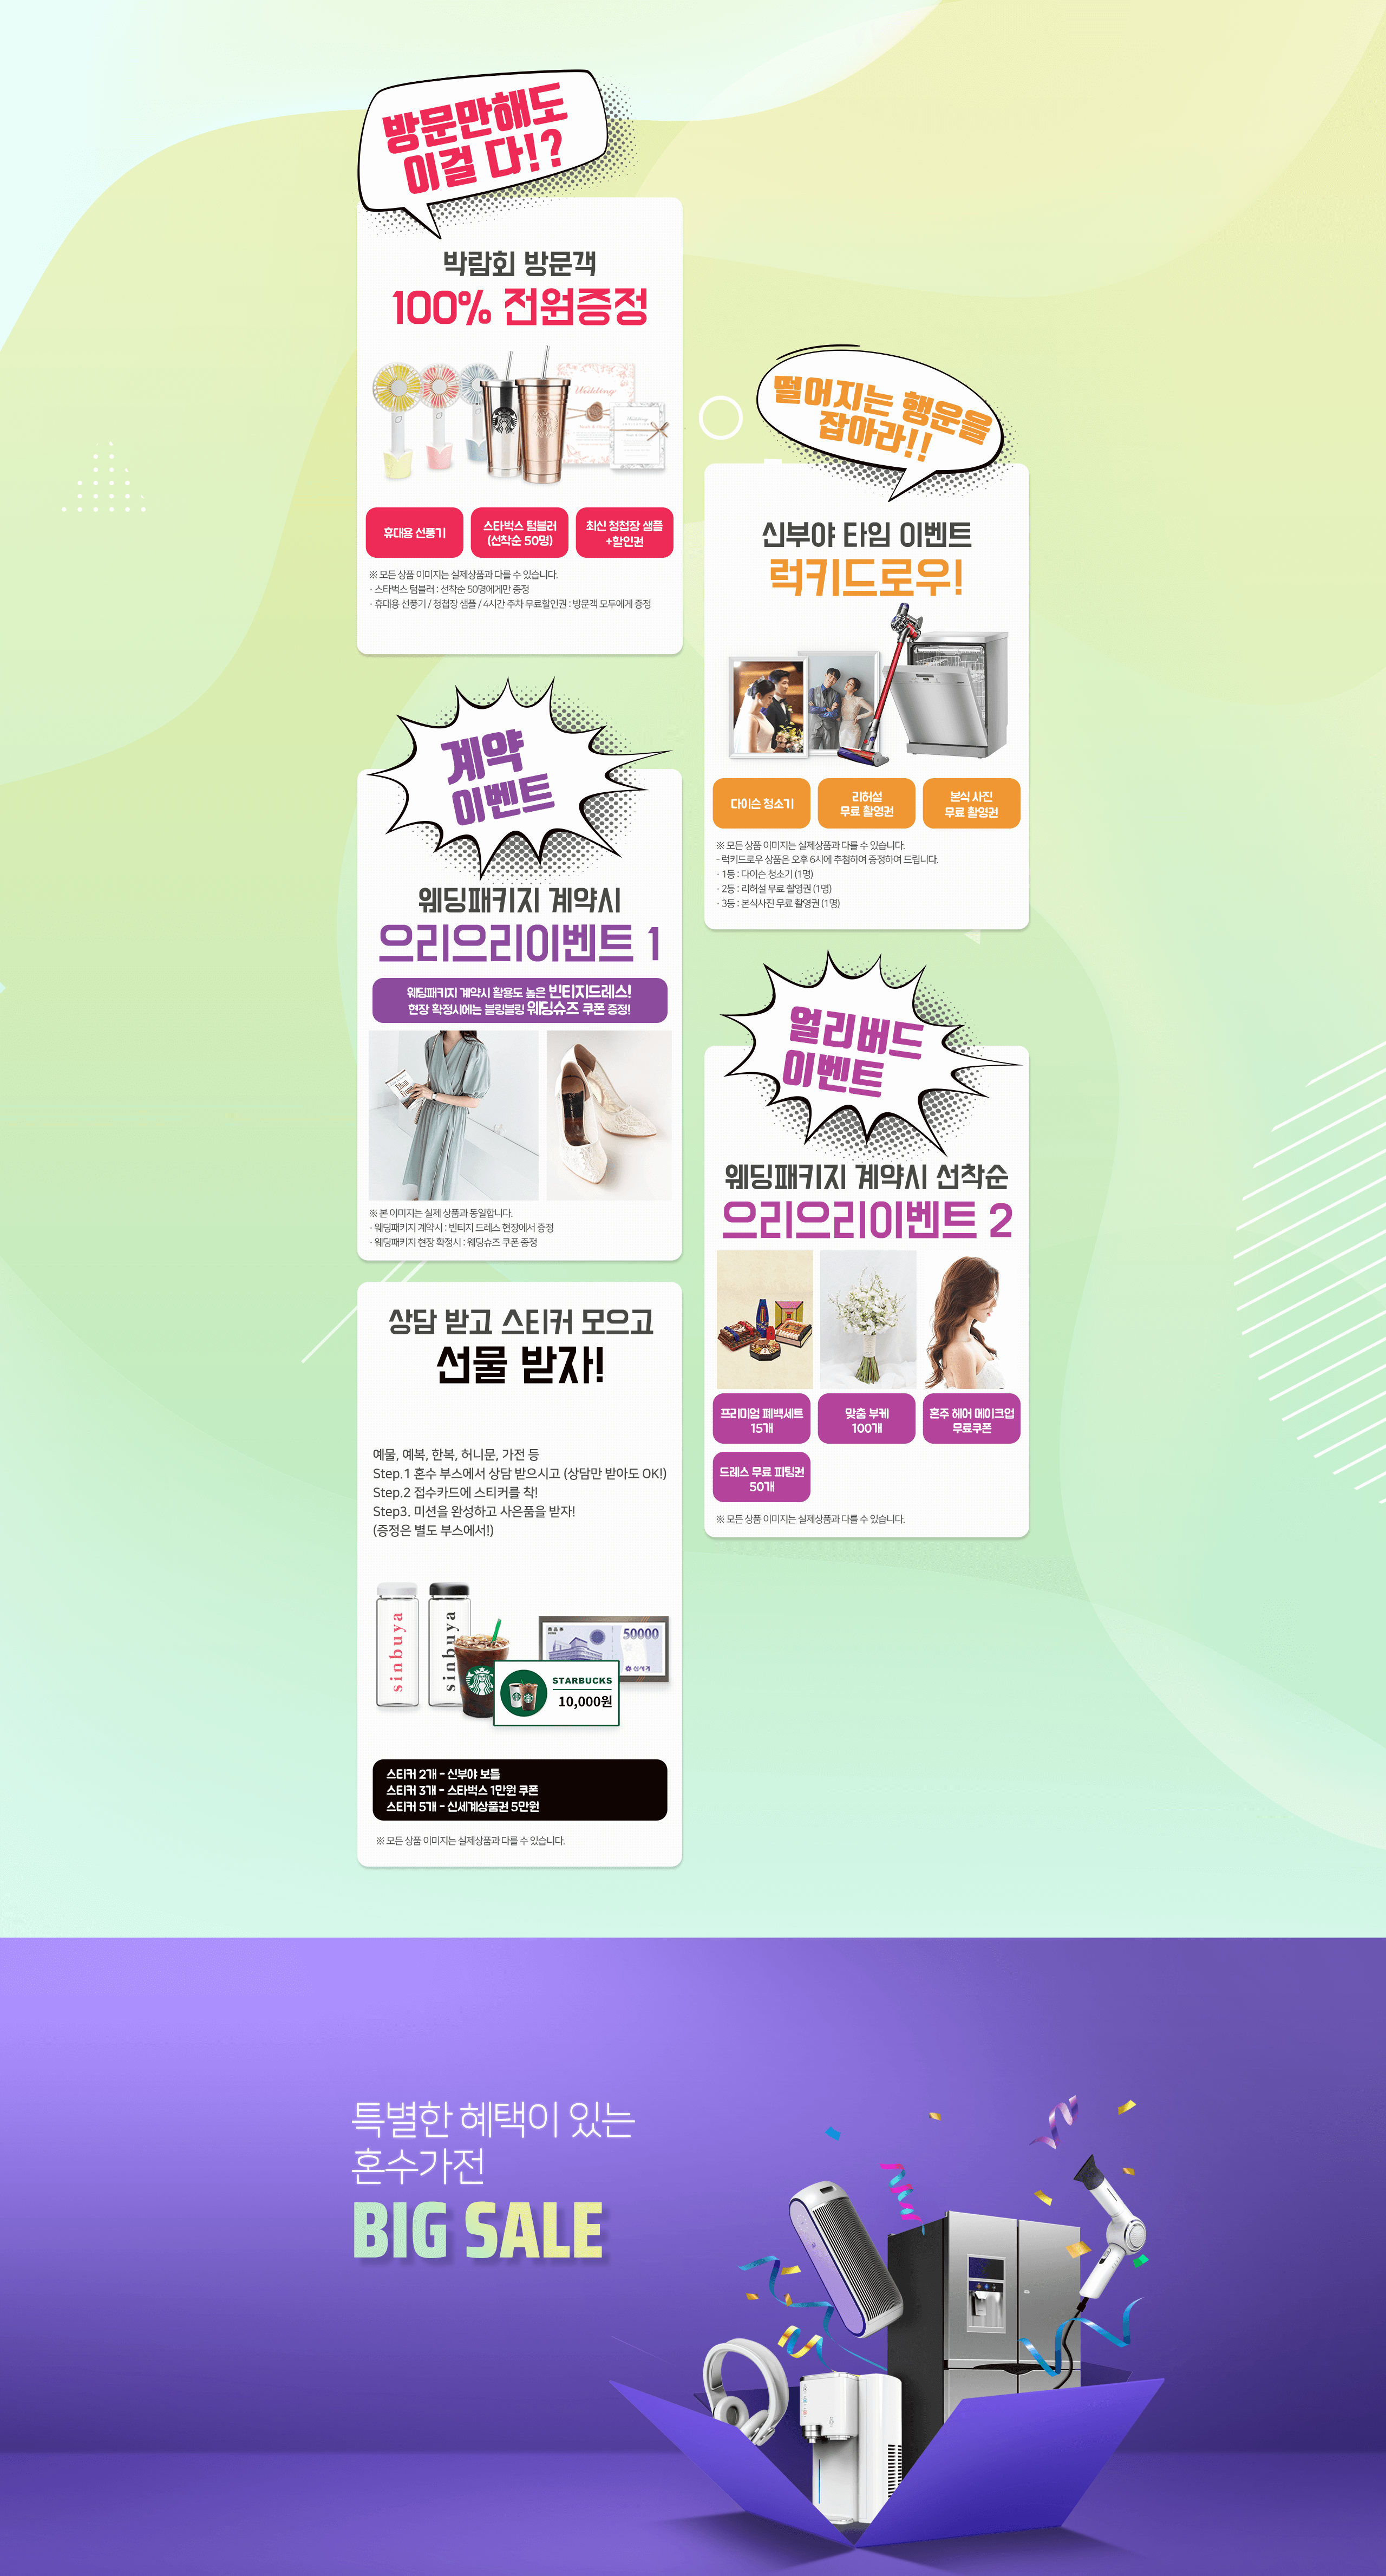 방문만해도
이걸 다!?
박람회 방문객
100% 전원증정
Wedding
휴대용 선풍기
스타벅스 텀블러
(선착순 50명)
최신 청첩장 샘플
+할인권
※ 모든 상품 이미지는 실제상품과 다를 수 있습니다.
· 스타벅스 텀블러 : 선착순 50명에게만 증정
· 휴대용 선풍기 / 청첩장 샘플 / 4시간 주차 무료할인권 : 방문객 모두에게 증정
떨어지는 행운을
잡아라!!
신부야 타임 이벤트
럭키드로우!
다이슨 청소기
리허설
무료 촬영권
본식 사진
무료 촬영권
※ 모든 상품 이미지는 실제상품과 다를 수 있습니다.
- 럭키드로우 상품은 오후 6시에 추첨하여 증정하여 드립니다.
· 1등 : 다이슨 청소기 (1명)
· 2등 : 리허설 무료 촬영권 (1명)
· 3등 : 본식사진 무료 촬영권 (1명)
계약
이벤트
웨딩패키지 계약시
으리으리이벤트 1
웨딩패키지 계약시 활용도 높은 빈티지드레스!
현장 확정시에는 블링블링 웨딩슈즈 쿠폰 증정!
※ 본 이미지는 실제 상품과 동일합니다.
· 웨딩패키지 계약시 : 빈티지 드레스 현장에서 증정
· 웨딩패키지 현장 확정시 : 웨딩슈즈 쿠폰 증정
얼리버드
이벤트
웨딩패키지 계약시 선착순
으리으리이벤트 2
프리미엄 폐백세트
15개
맞춤 부케
100개
혼주 헤어 메이크업
무료쿠폰
드레스 무료 피팅권
50개
※ 모든 상품 이미지는 실제상품과 다를 수 있습니다.
상담 받고 스티커 모으고
선물 받자!
예물, 예복, 한복, 허니문, 가전 등
Step.1 혼수 부스에서 상담 받으시고 (상담만 받아도 OK!)
Step.2 접수카드에 스티커를 착!
Step3. 미션을 완성하고 사은품을 받자!
(증정은 별도 부스에서!)
sinbuya
sinbuya
50000
신세계
STARBUCKS
10,000원
스티커 2개 - 신부야 보틀
스티커 3개 - 스타벅스 1만원 쿠폰
스티커 5개 - 신세계상품권 5만원
※ 모든 상품 이미지는 실제상품과 다를 수 있습니다.
특별한 혜택이 있는
혼수가전
BIG SALE